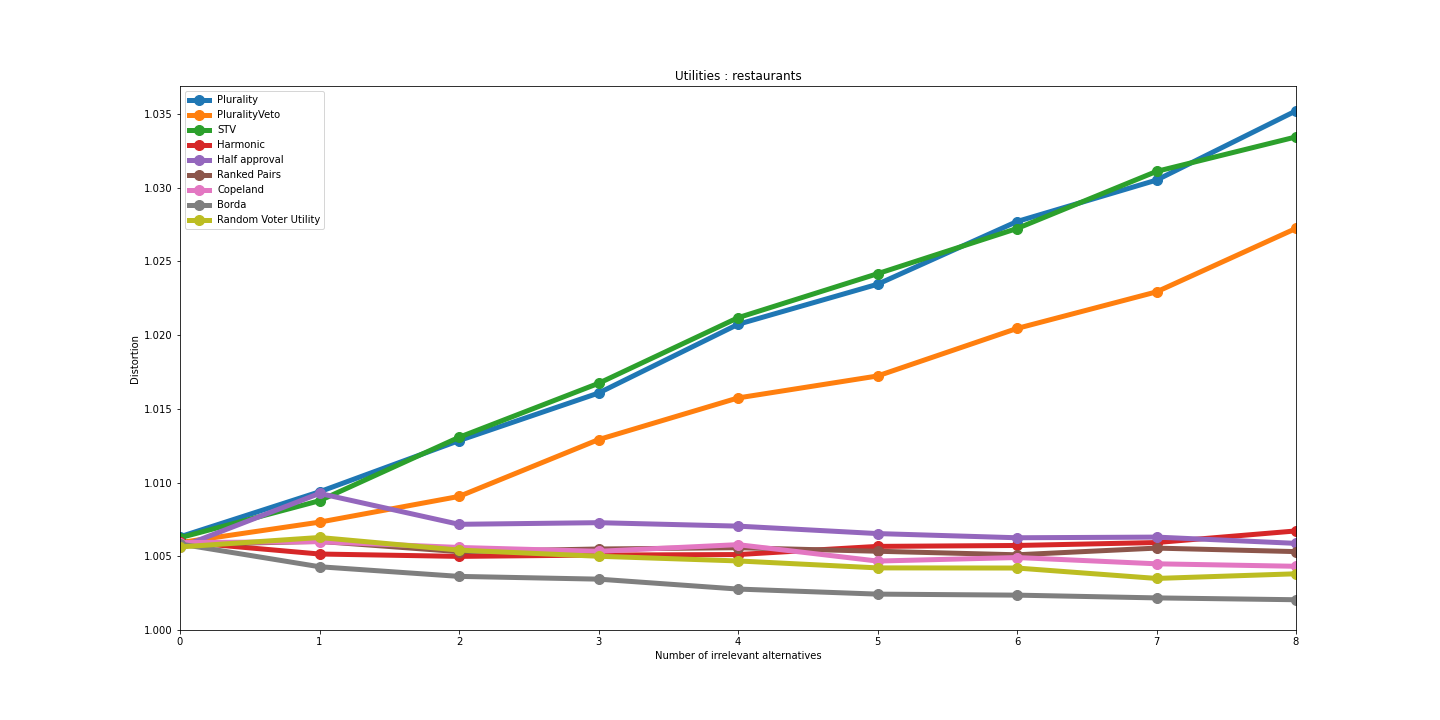 Utilities : restaurants
Plurality
PluralityVeto
STV
Harmonic
Half approval
Ranked Pairs
Copeland
Borda
Random Voter Utility
1.035
1.030
1.025
1.020
1.015
1.010
1.005
1.000
Distortion
0 1 2 3 4 5 6 7 8
Number of irrelevant alternatives